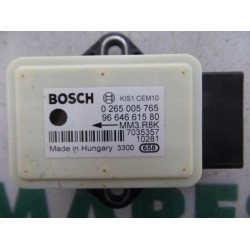 BOSCH KIS1 CEM10
0 265 005 765
96 646 615 80
MM3.R8K
7035357
10281
Made in Hungary 3300 658